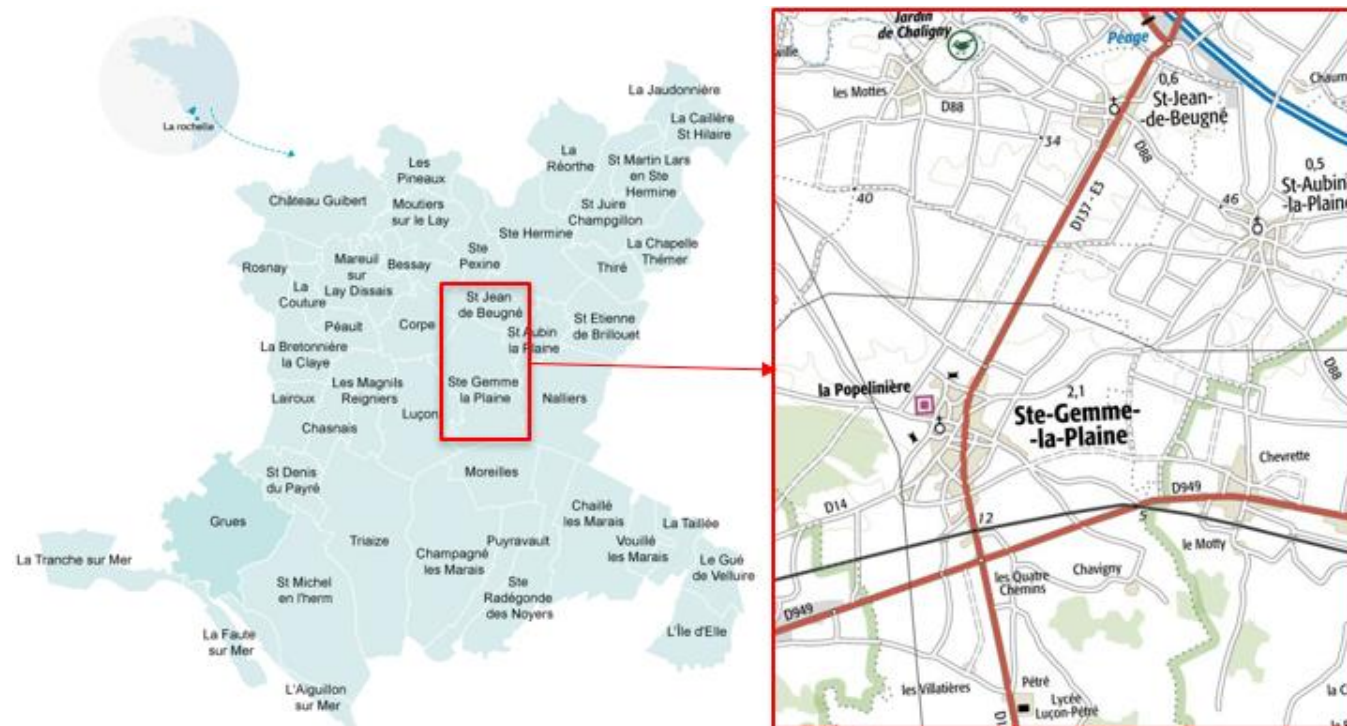 La rochelle
La Jaudonnière
La Caillère
St Hilaire
La
Réorthe
St Martin Lars
en Ste
Hermine
Les
Pineaux
Château Guibert
Moutiers
sur le Lay
St Juire
Champgillon
Ste Hermine
La Chapelle
Thémer
Ste
Pexine
Thiré
Rosnay
Mareuil
sur
Lay Dissais
Bessay
La
Couture
St Jean
de Beugné
Péault
Corpe
St Aubin
la Plaine
St Etienne
de Brillouet
La Bretonnière
la Claye
Lairoux
Les Magnils
Reigniers
Ste Gemme
la Plaine
Nalliers
Luçon
Chasnais
St Denis
du Payré
Moreilles
Grues
Chaillé
les Marais
La Taillée
Triaize
Puyravault
Vouillé
les Marais
La Tranche sur Mer
Champagné
les Marais
Le Gué
de Velluire
St Michel
en l'herm
Ste
Radégonde
des Noyers
L'Île d'Elle
La Faute
sur Mer
L'Aiguillon
sur Mer
Jardin
de Chaligny
Péage
les Mottes
D88
0,6
St-Jean-
-de-Beugné
34
D88
0,5
St-Aubin-
-la-Plaine
40
46
D137-E3
D88
la Popelinière
2,1
Ste-Gemme-
-la-Plaine
Chevrette
D949
D14
12
5
le Motty
Chavigny
les Quatre
Chemins
D949
les Villatières
Pétré
Lycée
Luçon-Pétré